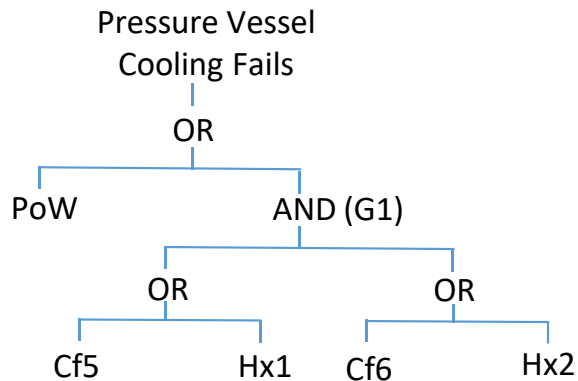 Pressure Vessel
Cooling Fails
OR
PoW AND (G1)
OR OR
Cf5 Hx1 Cf6 Hx2